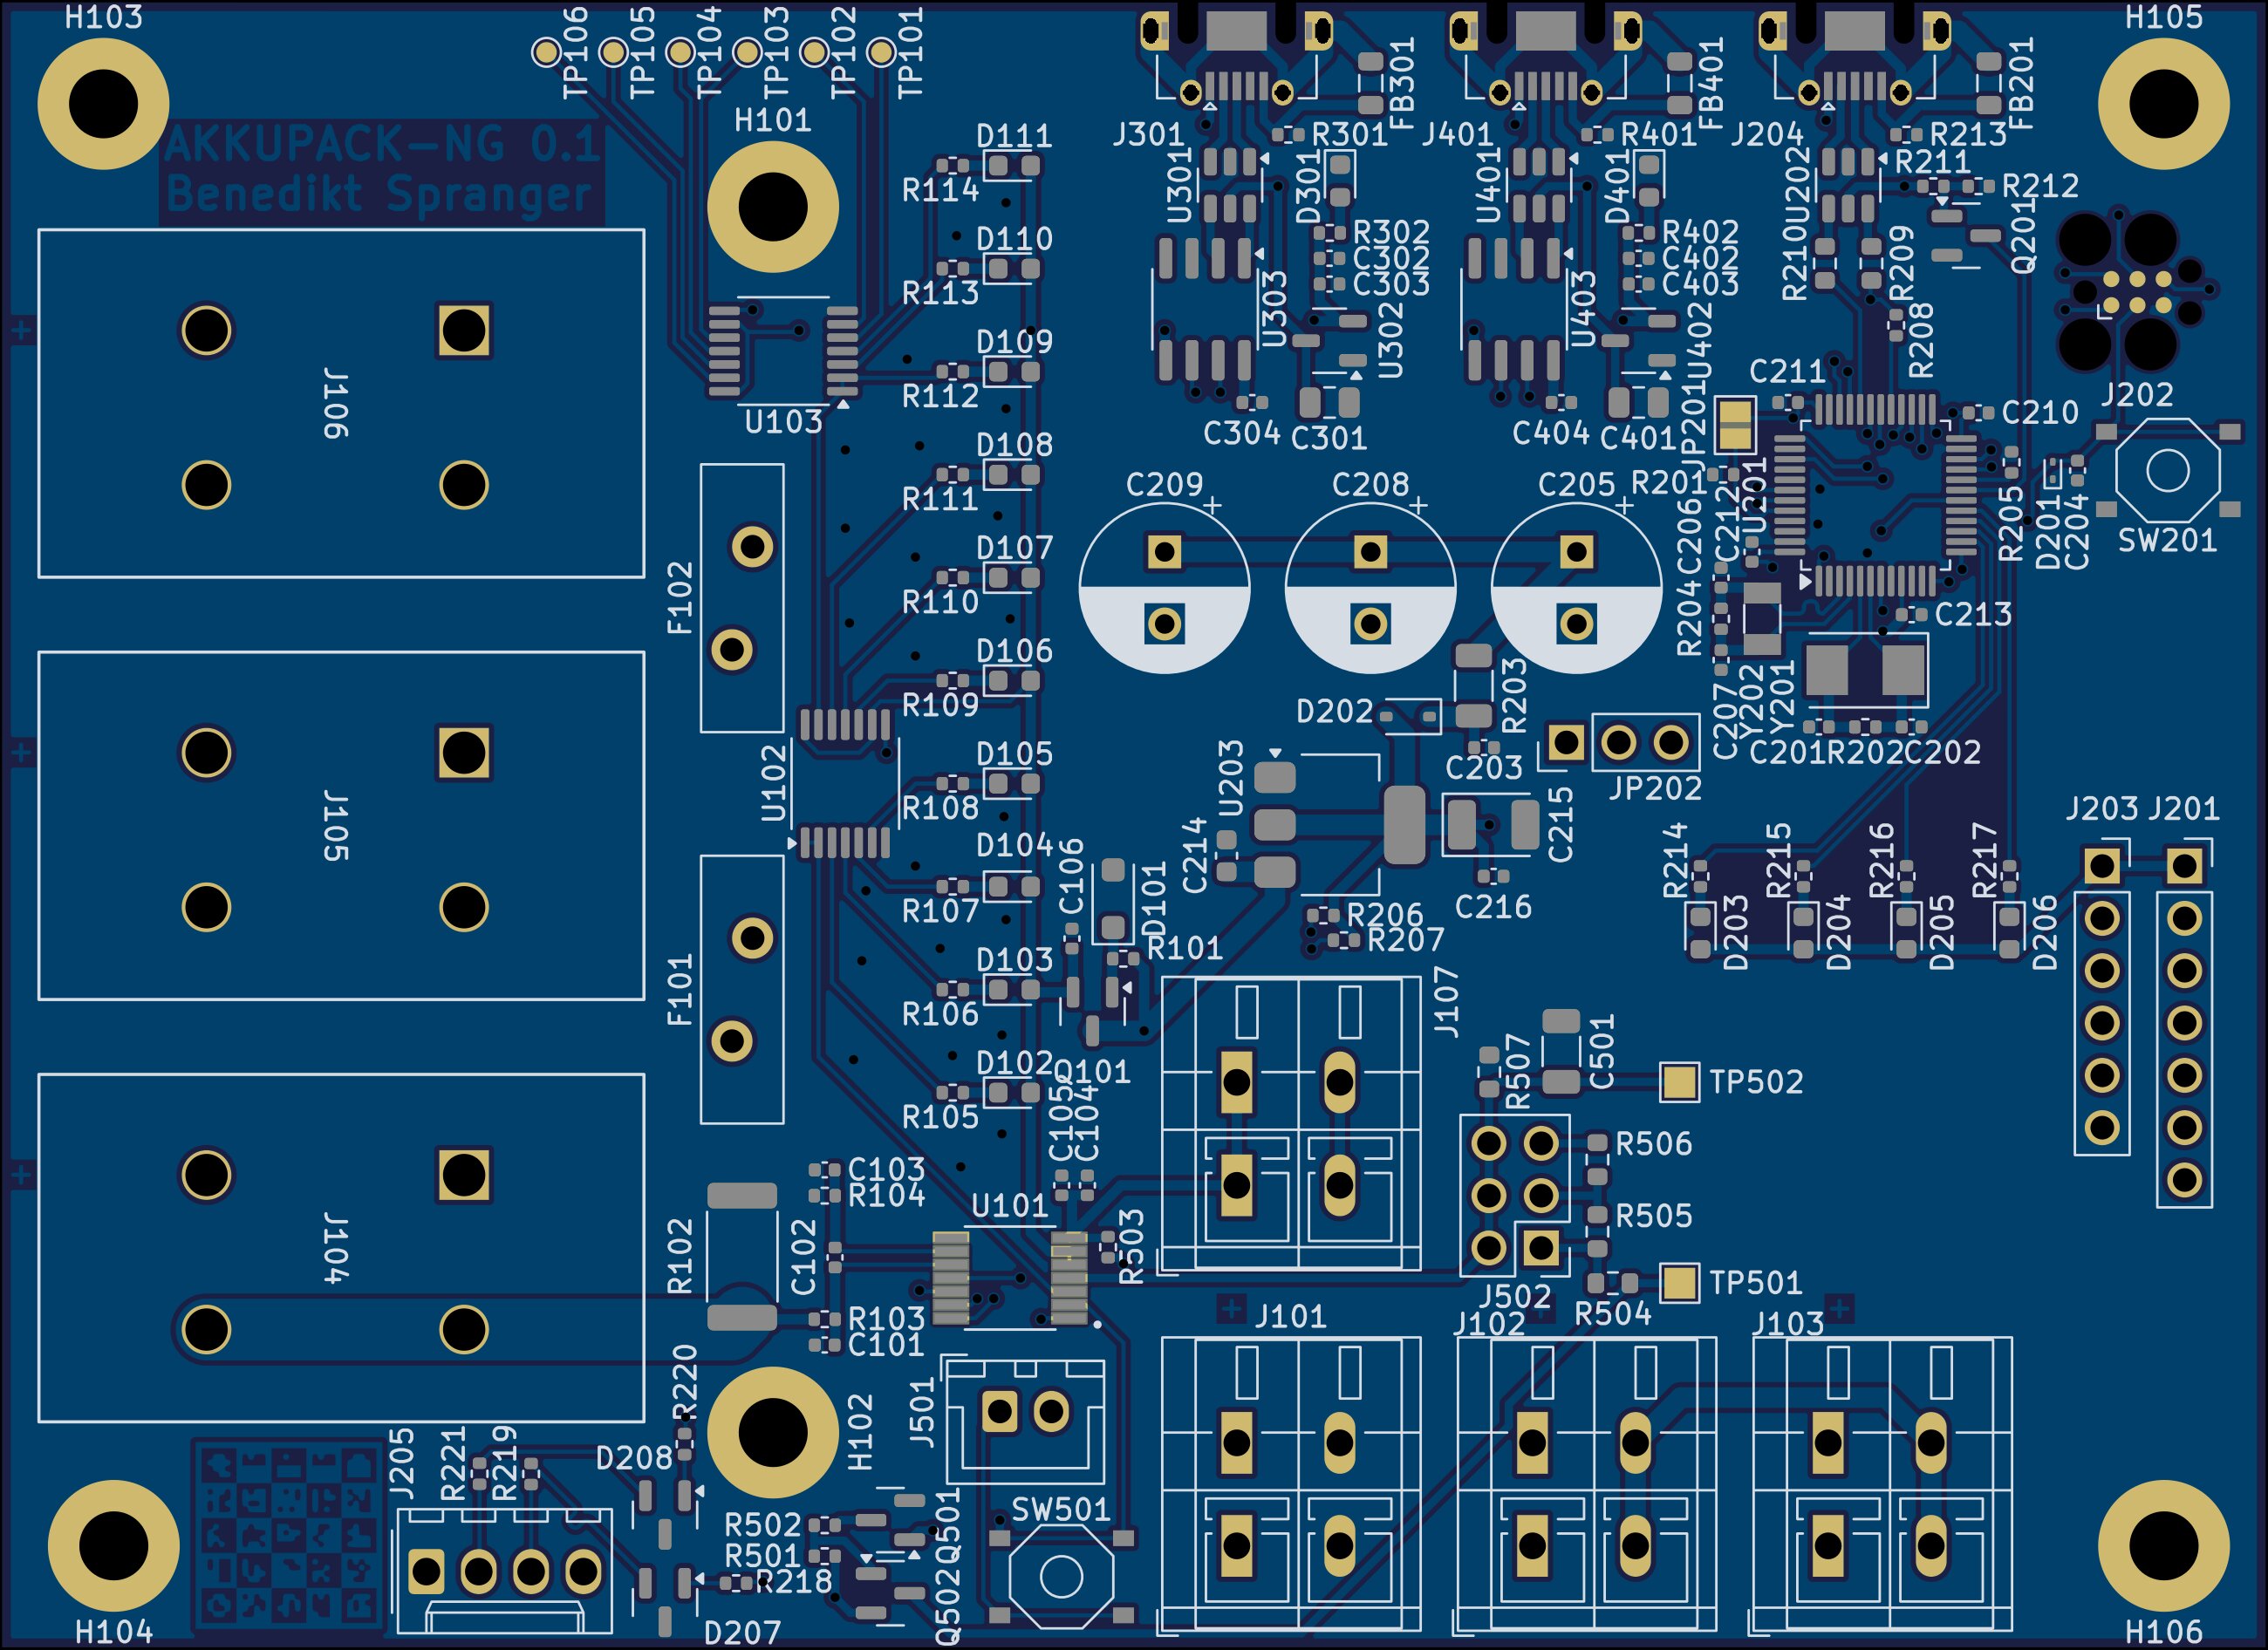 H103
TP106
TP105
TP104
TP103
TP102
TP101
H105
AKKUPACK-NG 0.1
Benedikt Spranger
H101
D111
R114
D110
R113
D109
R112
D108
R111
D107
R110
D106
R109
D105
R108
D104
R107
D103
R106
D102
R105
J301
FB301
R301
U301
D301
R302
C302
C303
U303
U302
C304
C301
J401
FB401
R401
U401
D401
R402
C402
C403
U403
U402
C404
C401
J204
FB201
R213
U202
R211
R212
Q201
R210
R209
R208
J202
C211
C210
JP201
R201
U201
C212
C206
R204
C207
Y202
Y201
C213
C201
R202
C202
R205
D201
C204
SW201
+
J106
U103
F102
C209
+
C208
+
C205
+
+
J105
U102
F101
D202
R203
C203
JP202
U203
C214
C215
C216
R206
R207
C106
D101
R101
Q101
C105
C104
R214
R215
R216
R217
D203
D204
D205
D206
J203
J201
J107
R507
C501
TP502
R506
R505
TP501
R504
J502
+
J104
R102
C103
R104
C102
R103
C101
U101
R503
+
J101
J102
+
J103
H102
J501
R220
J205
R221
R219
D208
R502
R501
R218
D207
Q501
Q502
SW501
H104
H106